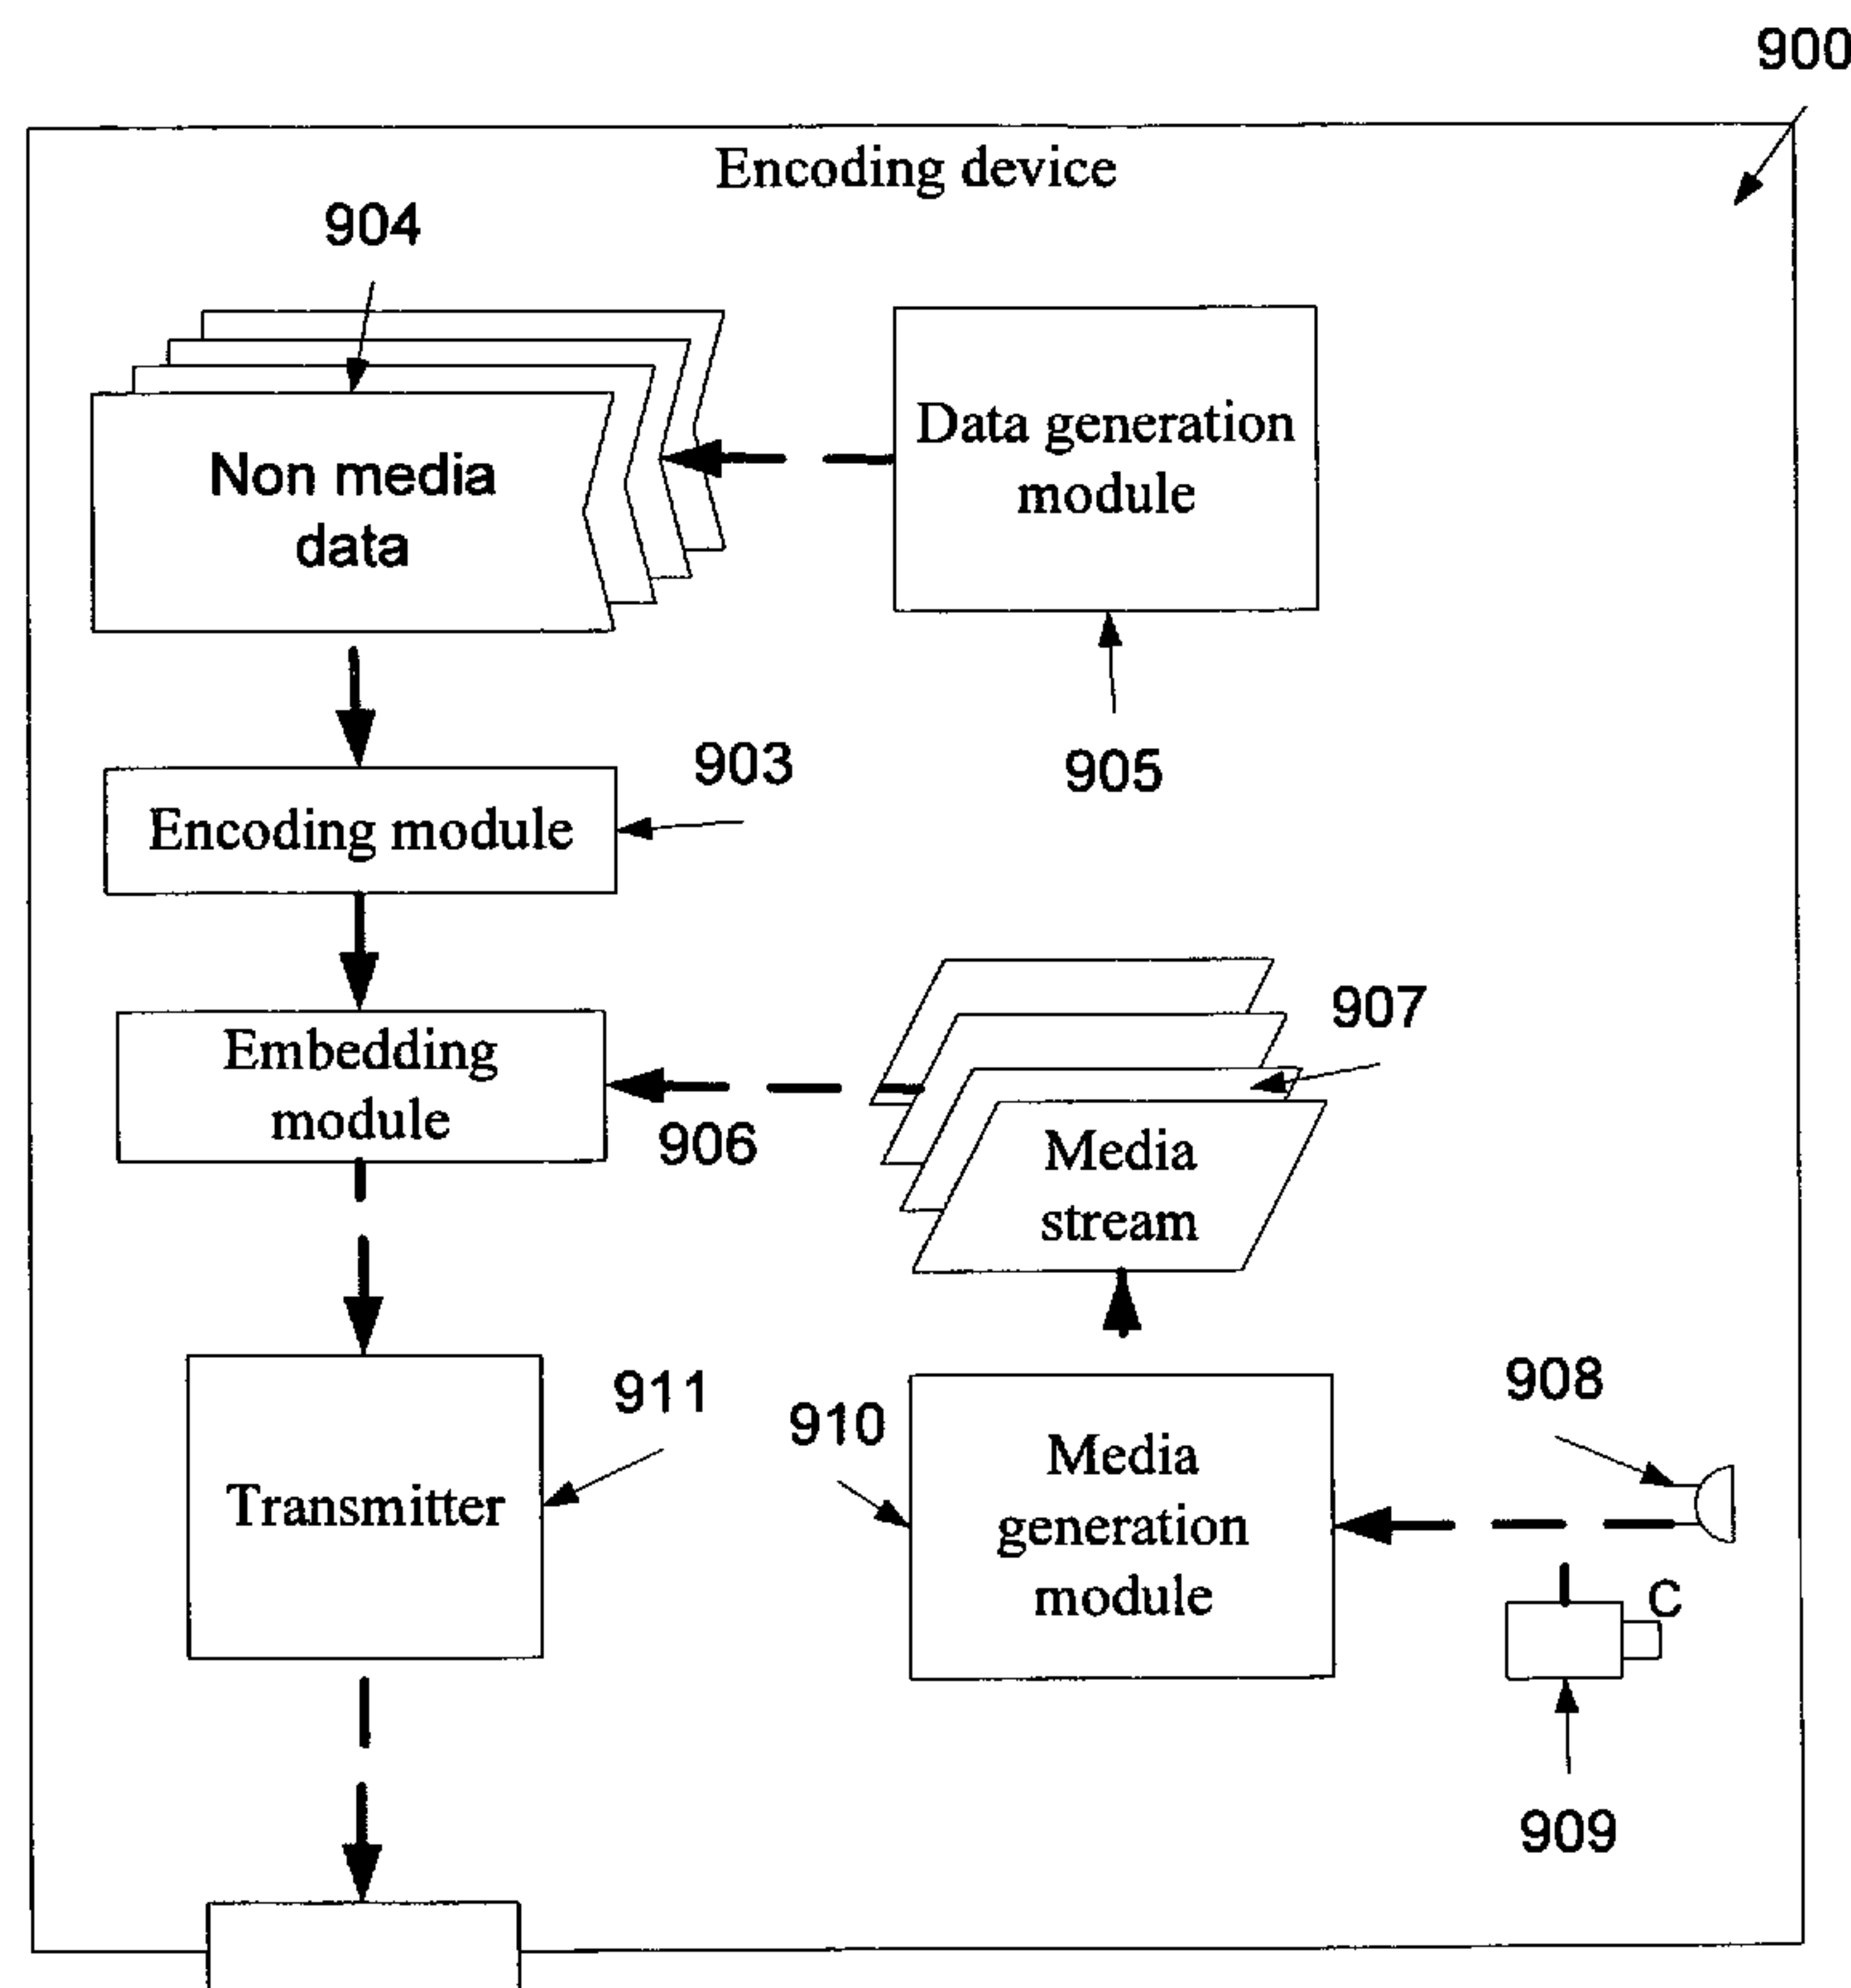 900
Encoding device
904
Non media
data
Data generation
module
905
903
Encoding module
Embedding
module
906
907
Media
stream
911
Transmitter
910
Media
generation
module
908
C
909